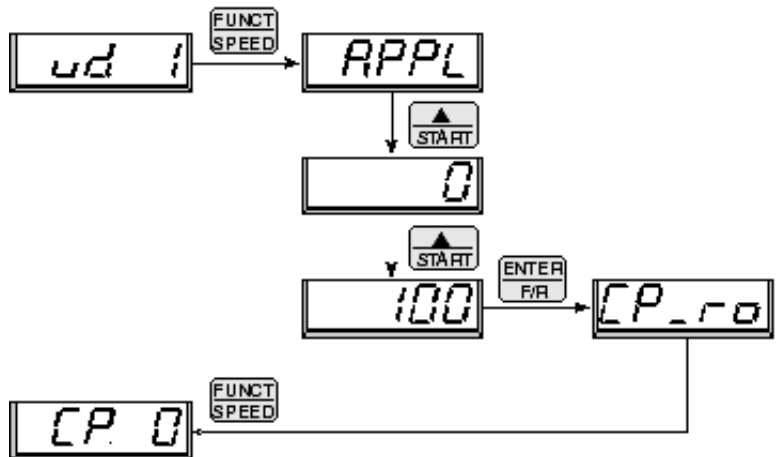 FUNCT
SPEED
ud 1
APPL
▲
START
0
▲
START
100
ENTER
F/R
CP_ro
FUNCT
SPEED
CP. 0